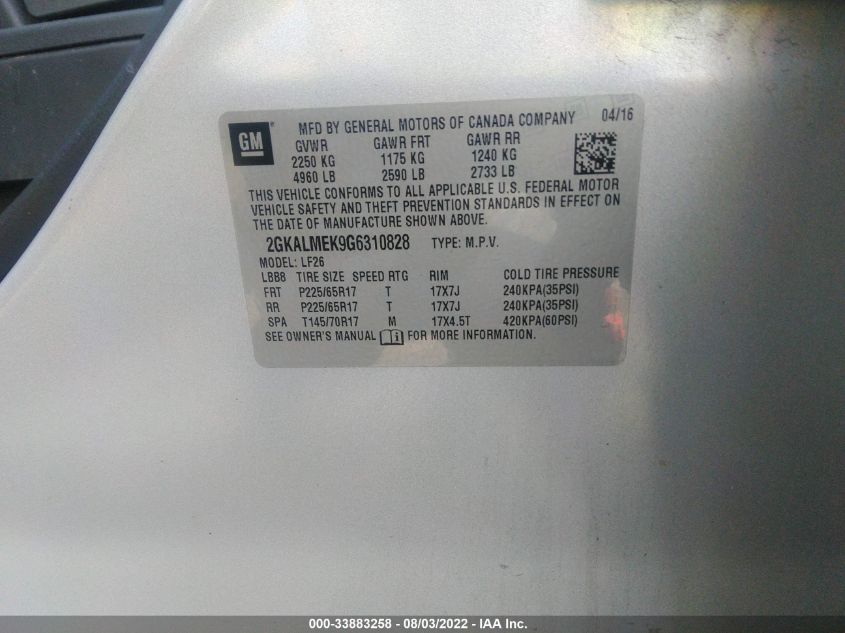 GM ® MFD BY GENERAL MOTORS OF CANADA COMPANY 04/16
GVWR GAWR FRT GAWR RR
2250 KG 1175 KG 1240 KG
4960 LB 2590 LB 2733 LB
THIS VEHICLE CONFORMS TO ALL APPLICABLE U.S. FEDERAL MOTOR
VEHICLE SAFETY AND THEFT PREVENTION STANDARDS IN EFFECT ON
THE DATE OF MANUFACTURE SHOWN ABOVE.
2GKALMEK9G6310828 TYPE: M.P.V.
MODEL: LF26
LBB8 TIRE SIZE SPEED RTG RIM COLD TIRE PRESSURE
FRT P225/65R17 T 17X7J 240KPA(35PSI)
RR P225/65R17 T 17X7J 240KPA(35PSI)
SPA T145/70R17 M 17X4.5T 420KPA(60PSI)
SEE OWNER'S MANUAL i FOR MORE INFORMATION.
000-33883258 - 08/03/2022 - IAA Inc.